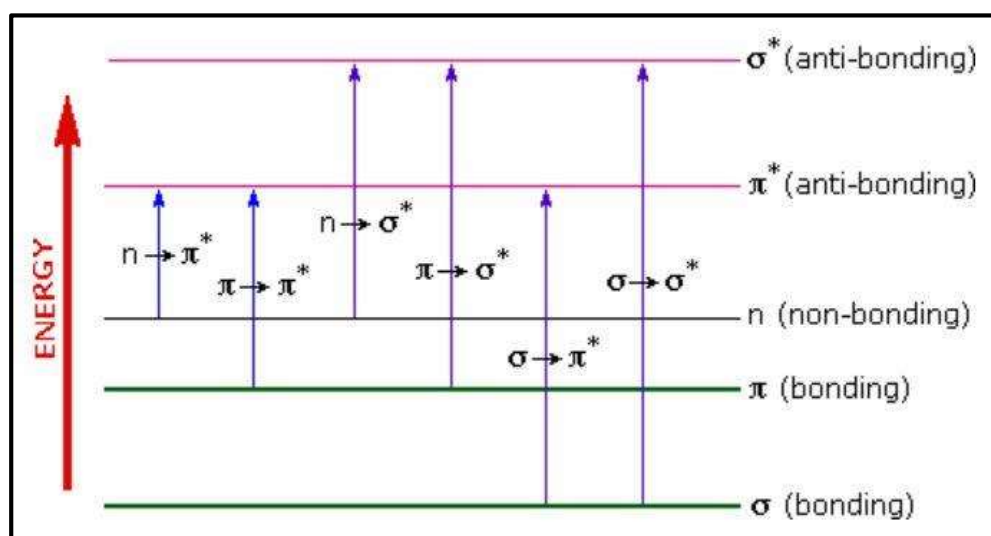 σ* (anti-bonding)
π* (anti-bonding)
n → σ*
n → π*
π → σ*
π → π*
σ → σ*
n (non-bonding)
σ → π*
π (bonding)
σ (bonding)
ENERGY